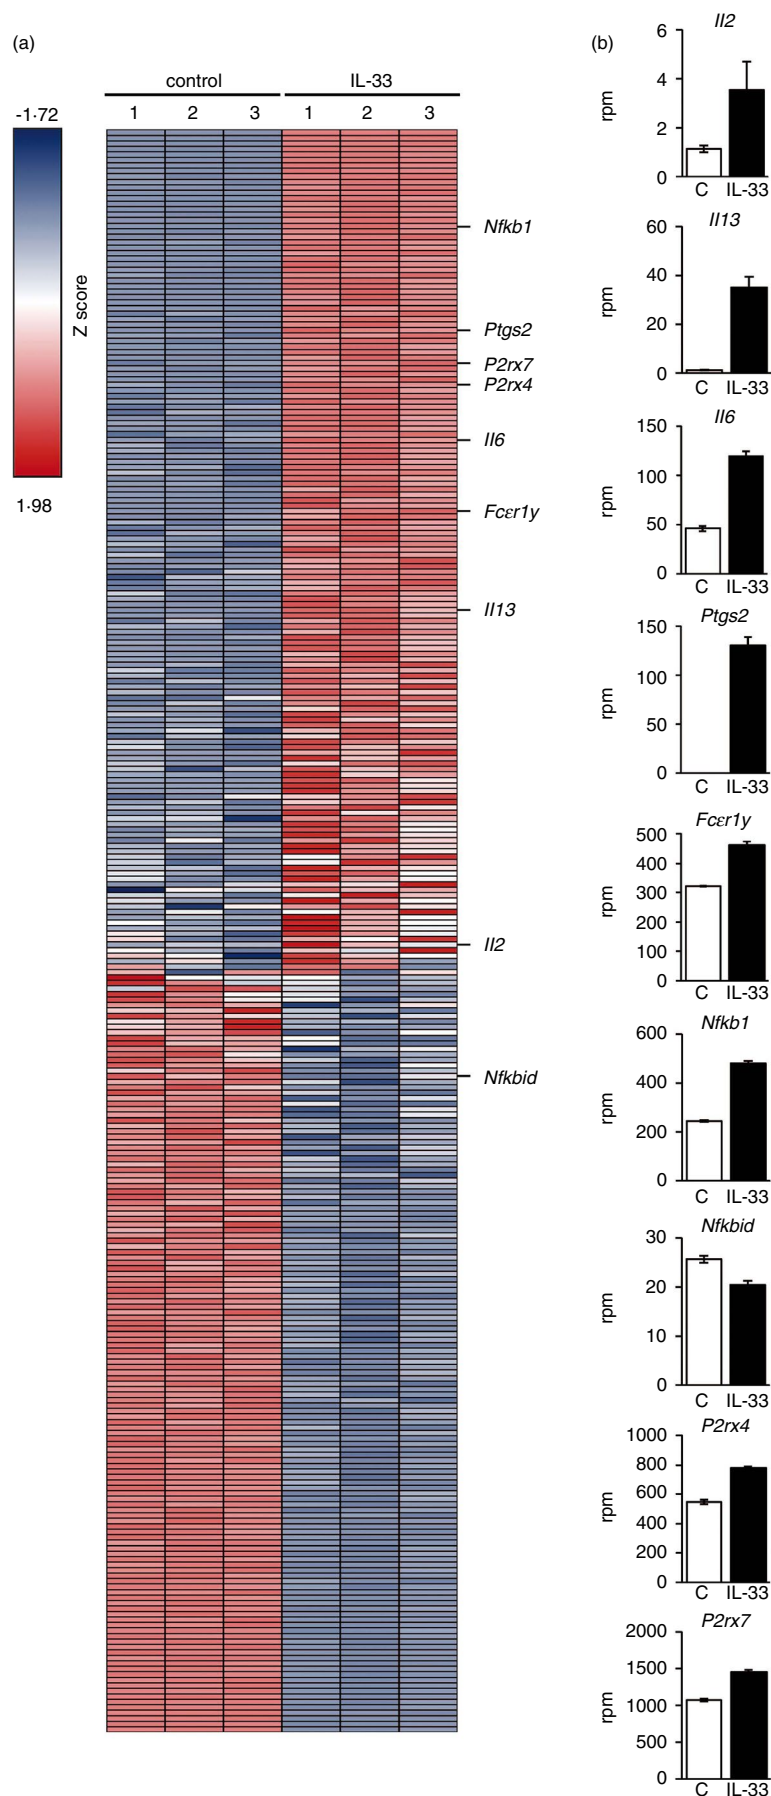 (a)
control IL-33
1 2 3 1 2 3
-1·72
Z score
1·98
Nfkb1
Ptgs2
P2rx7
P2rx4
Il6
Fcεr1y
Il13
Il2
Nfkbid
(b)
Il2
rpm
6
4
2
0
C IL-33
Il13
rpm
60
40
20
0
C IL-33
Il6
rpm
150
100
50
0
C IL-33
Ptgs2
rpm
150
100
50
0
C IL-33
Fcεr1y
rpm
500
400
300
200
100
0
C IL-33
Nfkb1
rpm
600
400
200
0
C IL-33
Nfkbid
rpm
30
20
10
0
C IL-33
P2rx4
rpm
1000
800
600
400
200
0
C IL-33
P2rx7
rpm
2000
1500
1000
500
0
C IL-33